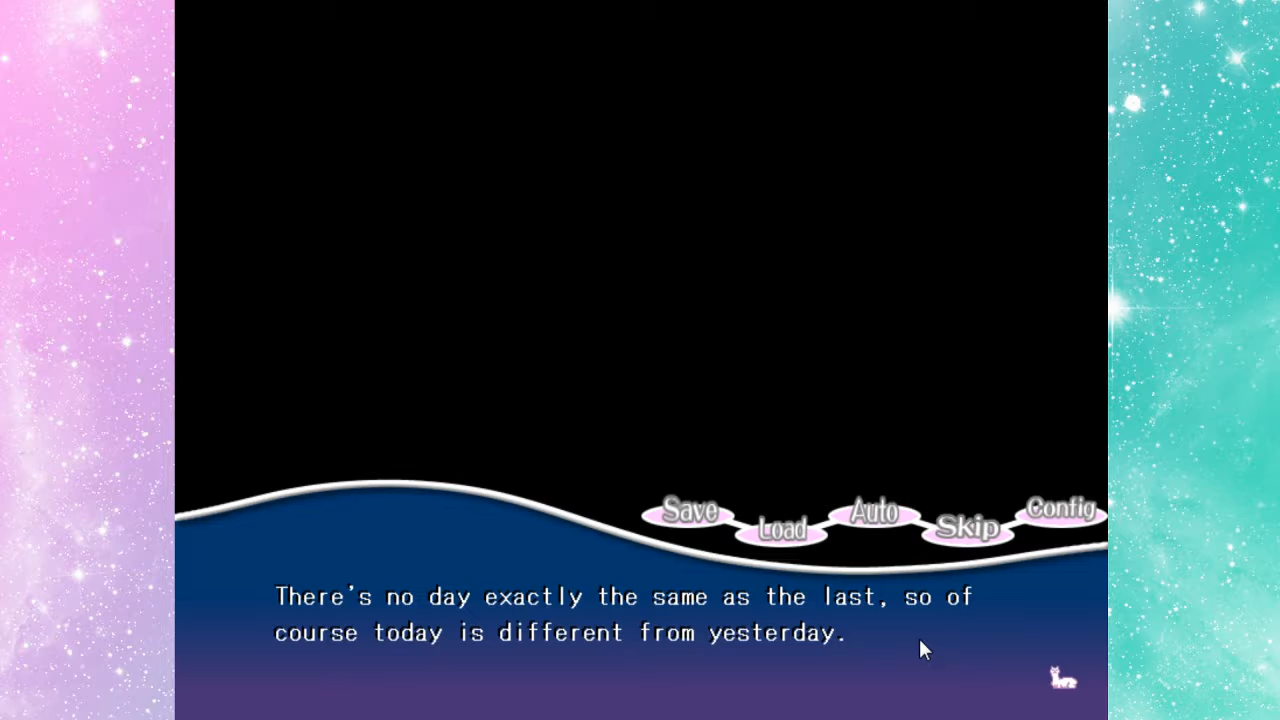 Save
Load
Auto
Skip
Config
There's no day exactly the same as the last, so of
course today is different from yesterday.